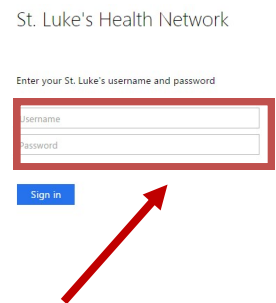 St. Luke's Health Network
Enter your St. Luke's username and password
Username
Password
Sign in